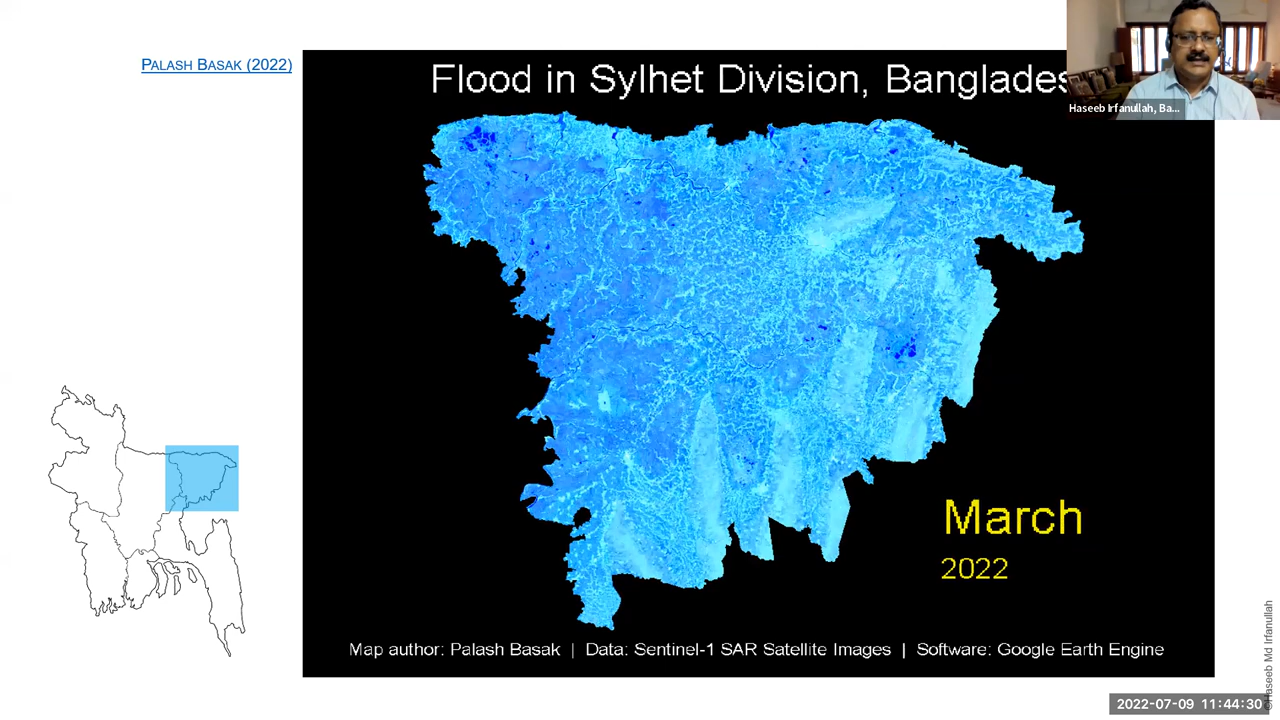 PALASH BASAK (2022)
Flood in Sylhet Division, Banglades
Haseeb Irfanullah, Ba...
March
2022
Map author: Palash Basak | Data: Sentinel-1 SAR Satellite Images | Software: Google Earth Engine
©Haseeb Md Irfanullah
2022-07-09 11:44:30